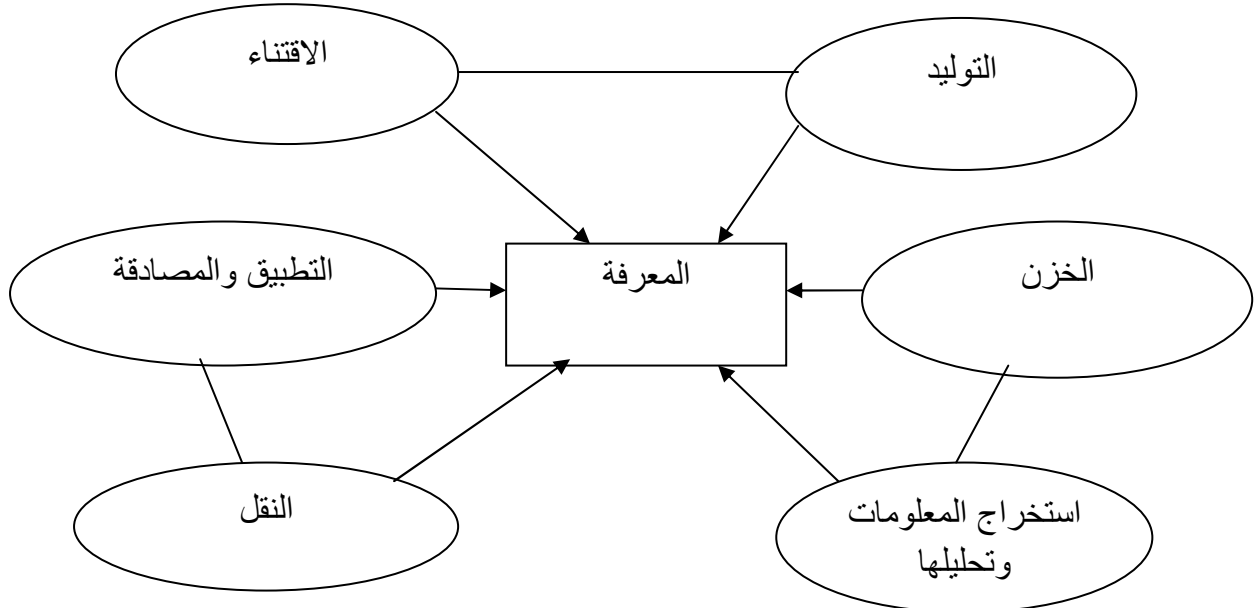 الاقتناء
التوليد
التطبيق والمصادقة
المعرفة
الخزن
النقل
استخراج المعلومات
وتحليلها